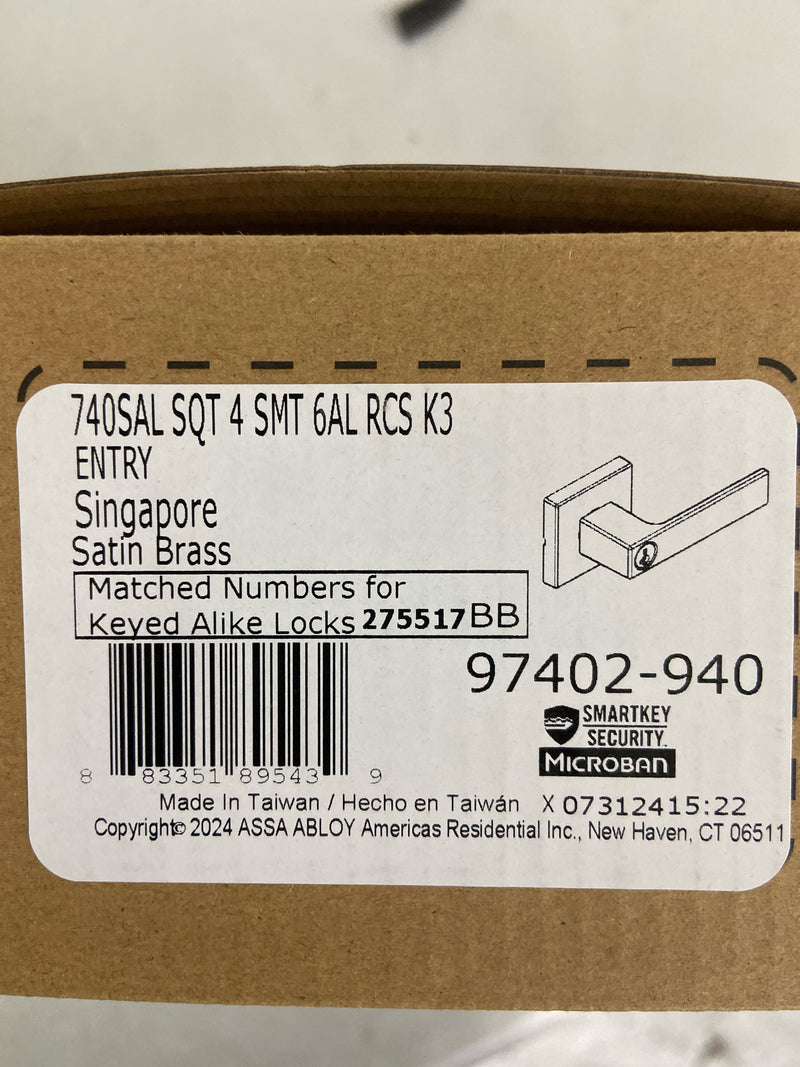 740SAL SQT 4 SMT 6AL RCS K3
ENTRY
Singapore
Satin Brass
Matched Numbers for
Keyed Alike Locks 275517BB
97402-940
SMARTKEY
SECURITY™
MICROBAN
8 83351 89543 9
Made In Taiwan / Hecho en Taiwán X 07312415:22
Copyright© 2024 ASSA ABLOY Americas Residential Inc., New Haven, CT 06511